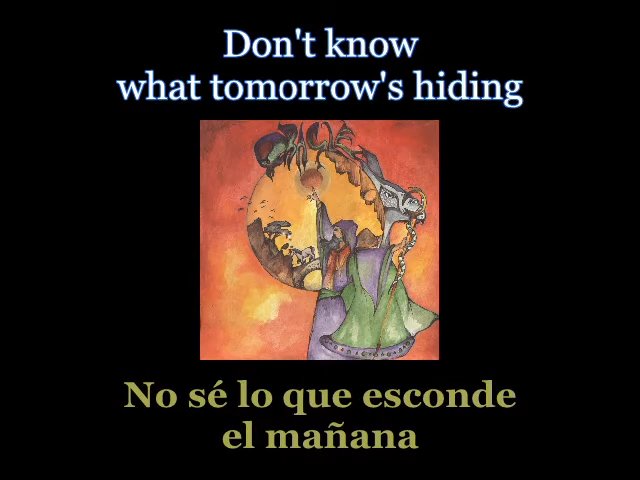 Don't know
what tomorrow's hiding
No sé lo que esconde
el mañana